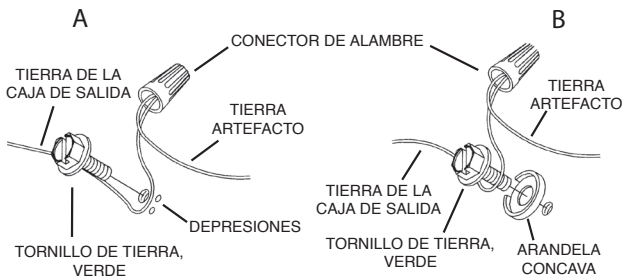 A
B
CONECTOR DE ALAMBRE
TIERRA DE LA
CAJA DE SALIDA
TIERRA
ARTEFACTO
DEPRESIONES
TORNILLO DE TIERRA,
VERDE
TIERRA
ARTEFACTO
TIERRA DE LA
CAJA DE SALIDA
TORNILLO DE TIERRA,
VERDE
ARANDELA
CONCAVA